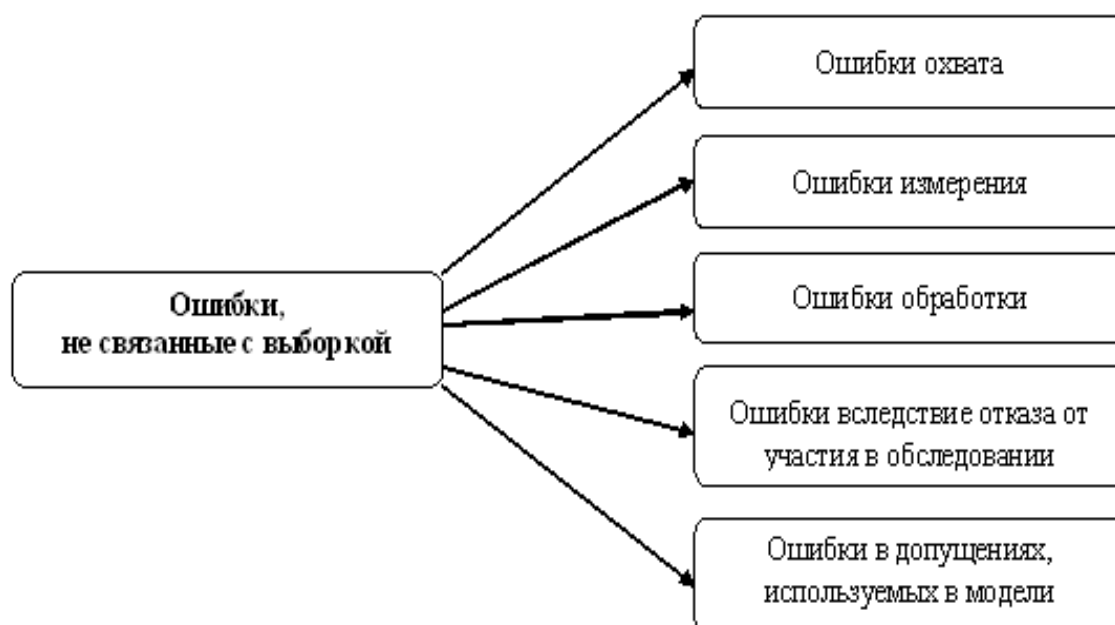 Ошибки охвата
Ошибки измерения
Ошибки,
не связанные с выборкой
Ошибки обработки
Ошибки вследствие отказа от
участия в обследовании
Ошибки в допущениях,
используемых в модели